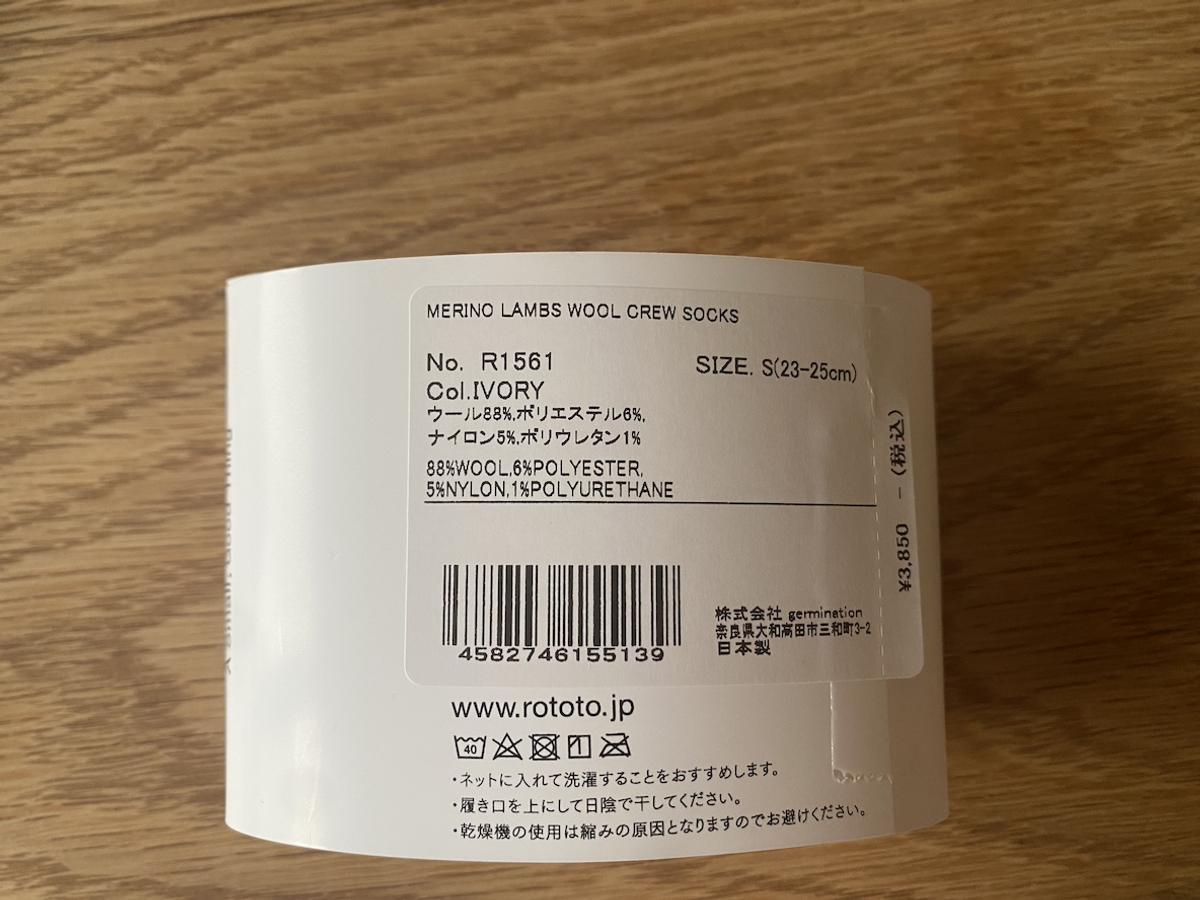 MERINO LAMBS WOOL CREW SOCKS
No. R1561
SIZE. S(23-25cm)
Col.IVORY
ウール88%,ポリエステル6%,
ナイロン5%,ポリウレタン1%
88%WOOL,6%POLYESTER,
5%NYLON,1%POLYURETHANE
¥3,850 - (税込)
4582746155139
株式会社 germination
奈良県大和高田市三和町3-2
日本製
www.rototo.jp
40
・ネットに入れて洗濯することをおすすめします。
・履き口を上にして日陰で干してください。
・乾燥機の使用は縮みの原因となりますのでお避けください。